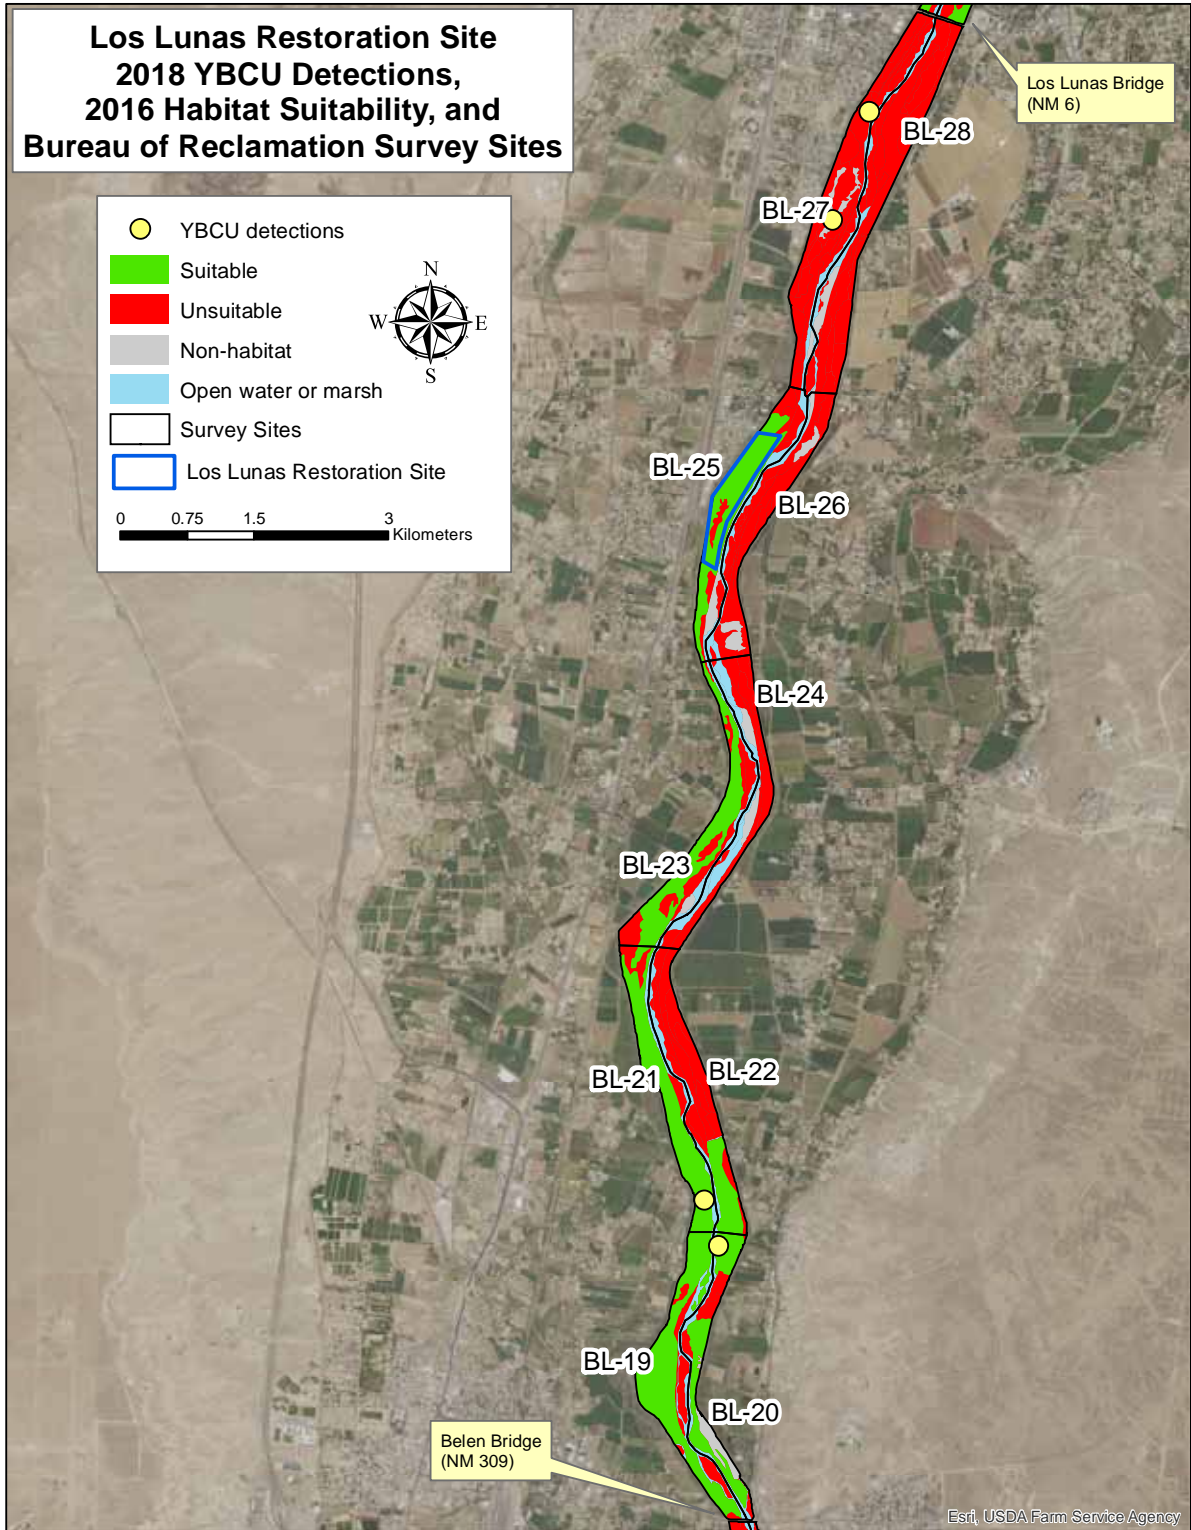 Los Lunas Restoration Site
2018 YBCU Detections,
2016 Habitat Suitability, and
Bureau of Reclamation Survey Sites
YBCU detections
Suitable
Unsuitable
Non-habitat
Open water or marsh
Survey Sites
Los Lunas Restoration Site
N
W E
S
0 0.75 1.5 3
Kilometers
Los Lunas Bridge
(NM 6)
BL-28
BL-27
BL-25
BL-26
BL-24
BL-23
BL-22
BL-21
BL-19
BL-20
Belen Bridge
(NM 309)
Esri, USDA Farm Service Agency